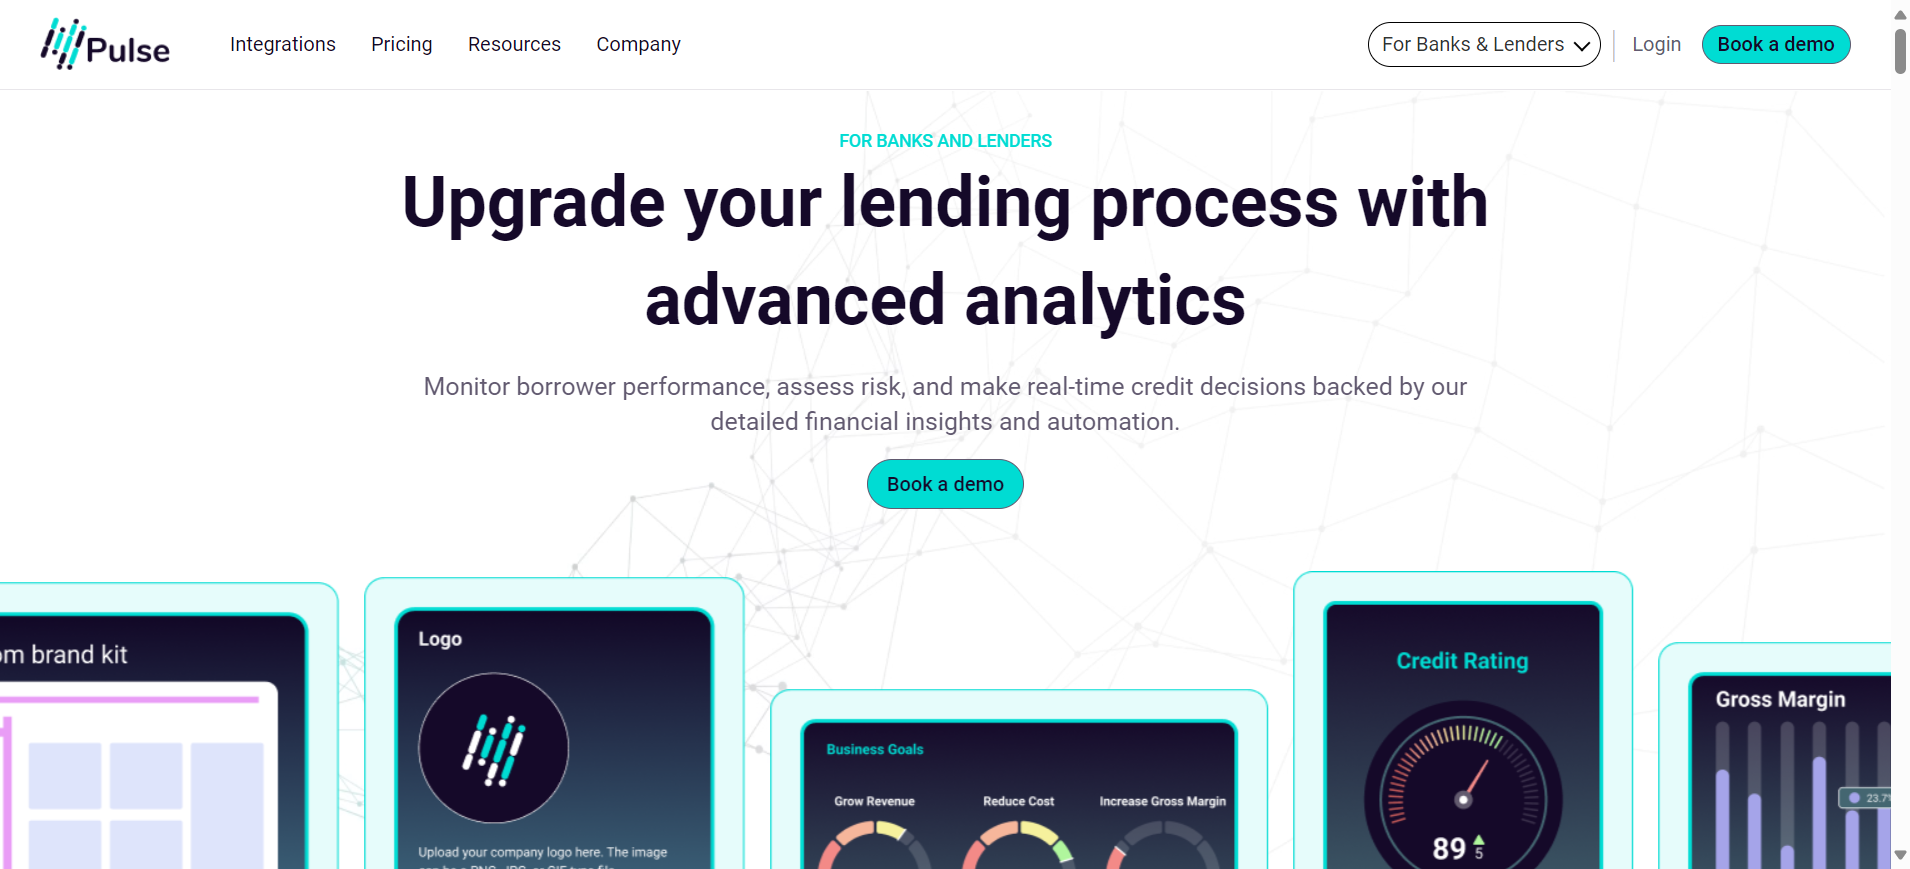 Pulse
Integrations
Pricing
Resources
Company
For Banks & Lenders
Login
Book a demo
FOR BANKS AND LENDERS
Upgrade your lending process with
advanced analytics
Monitor borrower performance, assess risk, and make real-time credit decisions backed by our
detailed financial insights and automation.
Book a demo
om brand kit
Logo
Upload your company logo here. The image
Business Goals
Grow Revenue
Reduce Cost
Increase Gross Margin
Credit Rating
89
5
Gross Margin
23.7%